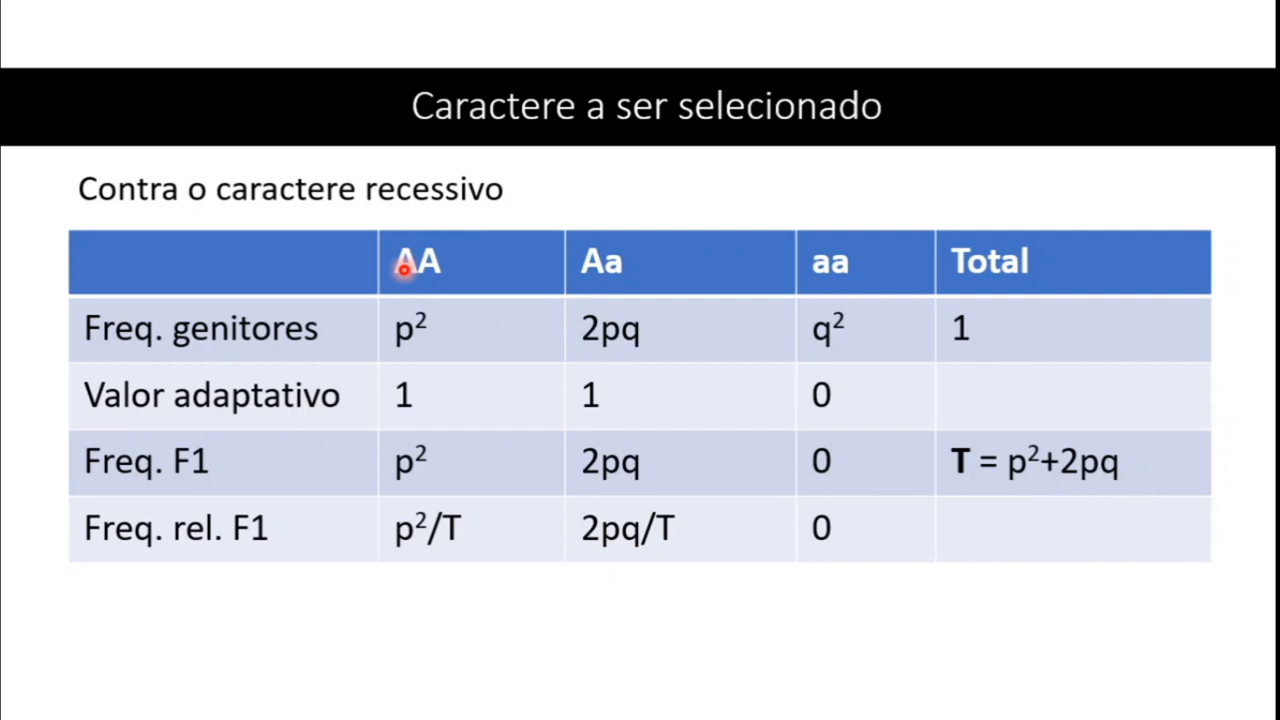 Caractere a ser selecionado
Contra o caractere recessivo
AA Aa aa Total
Freq. genitores p² 2pq q² 1
Valor adaptativo 1 1 0
Freq. F1 p² 2pq 0 T = p²+2pq
Freq. rel. F1 p²/T 2pq/T 0